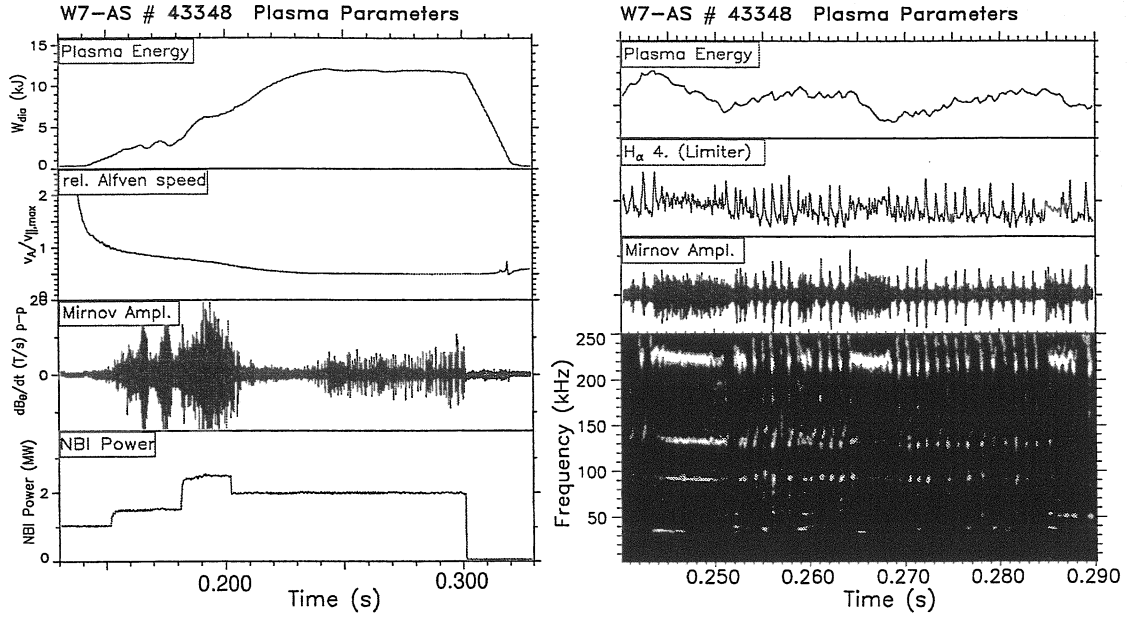 W7-AS # 43348 Plasma Parameters
15
Plasma Energy
10
5
0
W_dia (kJ)
rel. Alfven speed
2
1
0
v_A/v_||,max
20
Mirnov Ampl.
0
dB_θ/dt (T/s) p-p
NBI Power
2
0
NBI Power (MW)
0.200
0.300
Time (s)
W7-AS # 43348 Plasma Parameters
Plasma Energy
H_α 4. (Limiter)
Mirnov Ampl.
250
200
150
100
50
Frequency (kHz)
0.250
0.260
0.270
0.280
0.290
Time (s)